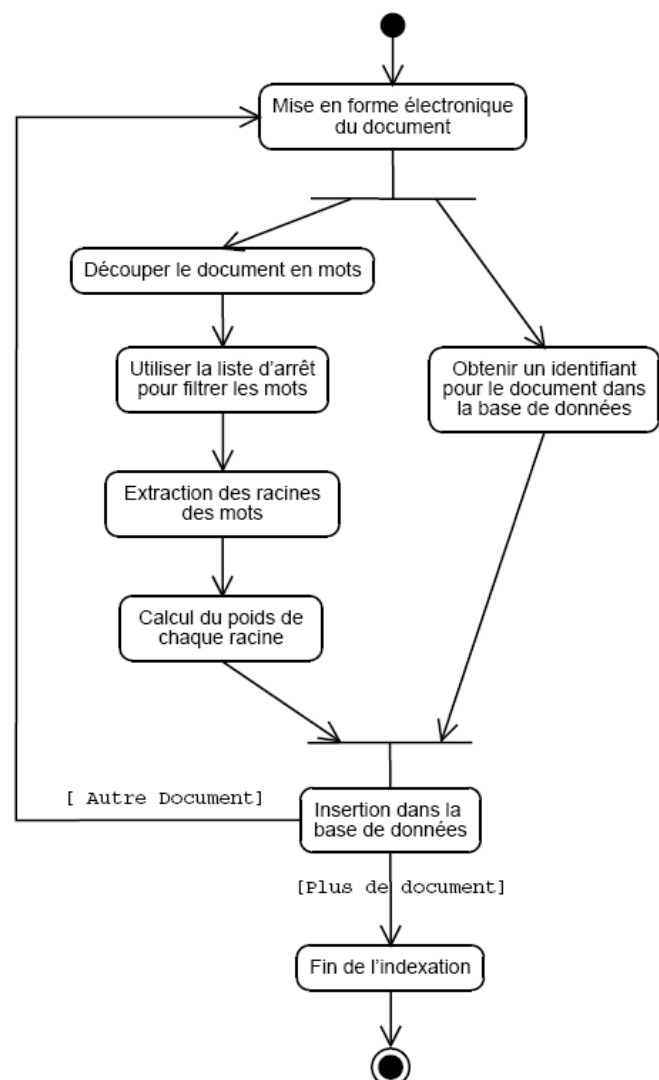 Mise en forme électronique
du document
Découper le document en mots
Utiliser la liste d'arrêt
pour filtrer les mots
Obtenir un identifiant
pour le document dans
la base de données
Extraction des racines
des mots
Calcul du poids de
chaque racine
[ Autre Document]
Insertion dans la
base de données
[Plus de document]
Fin de l'indexation